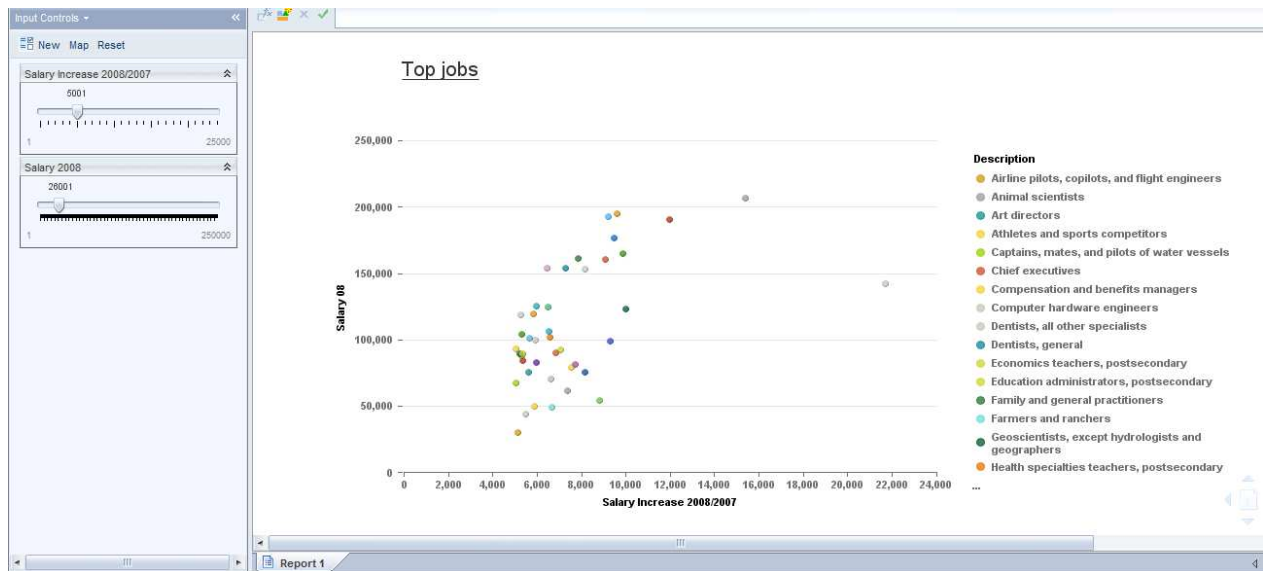 Input Controls
New Map Reset
Salary Increase 2008/2007
5001
1 25000
Salary 2008
26001
1 250000
Top jobs
250,000
200,000
150,000
100,000
50,000
0
Salary 08
0 2,000 4,000 6,000 8,000 10,000 12,000 14,000 16,000 18,000 20,000 22,000 24,000
Salary Increase 2008/2007
Description
Airline pilots, copilots, and flight engineers
Animal scientists
Art directors
Athletes and sports competitors
Captains, mates, and pilots of water vessels
Chief executives
Compensation and benefits managers
Computer hardware engineers
Dentists, all other specialists
Dentists, general
Economics teachers, postsecondary
Education administrators, postsecondary
Family and general practitioners
Farmers and ranchers
Geoscientists, except hydrologists and
geographers
Health specialties teachers, postsecondary
...
Report 1